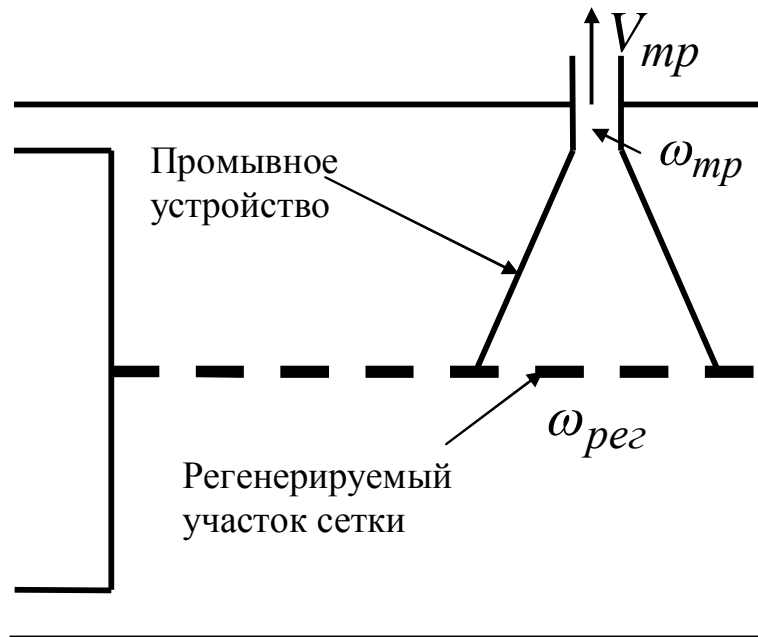 V_тр
ω_тр
Промывное
устройство
ω_рег
Регенерируемый
участок сетки